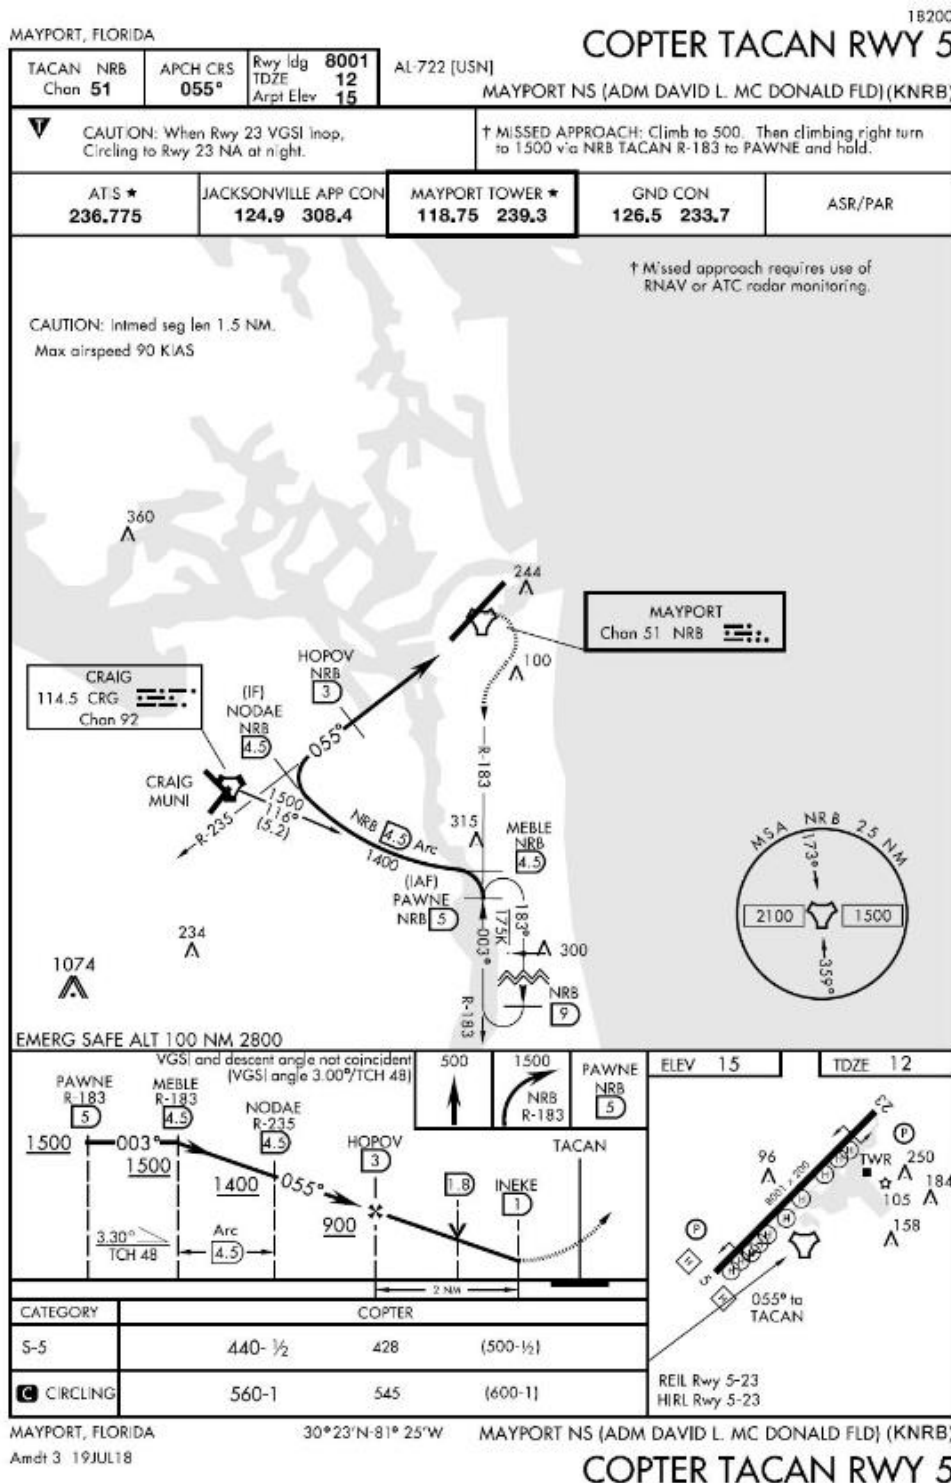 18200
MAYPORT, FLORIDA
COPTER TACAN RWY 5
TACAN NRB
Chan 51
APCH CRS
055°
Rwy ldg 8001
TDZE 12
Arpt Elev 15
AL-722 [USN]
MAYPORT NS (ADM DAVID L. MC DONALD FLD) (KNRB)
T
CAUTION: When Rwy 23 VGSI inop,
Circling to Rwy 23 NA at night.
† MISSED APPROACH: Climb to 500. Then climbing right turn
to 1500 via NRB TACAN R-183 to PAWNE and hold.
ATIS ★
236.775
JACKSONVILLE APP CON
124.9 308.4
MAYPORT TOWER ★
118.75 239.3
GND CON
126.5 233.7
ASR/PAR
† Missed approach requires use of
RNAV or ATC radar monitoring.
CAUTION: Intmed seg len 1.5 NM.
Max airspeed 90 KIAS
360
244
MAYPORT
Chan 51 NRB
100
HOPOV
NRB
3
CRAIG
114.5 CRG
Chan 92
(IF)
NODAE
NRB
4.5
055°
CRAIG
MUNI
R-235
1500
116°
(5.2)
NRB 4.5 Arc
1400
R-183
315
MEBLE
NRB
4.5
(IAF)
PAWNE
NRB 5
183°
175K
003°
300
NRB
9
R-183
MSA NRB 25 NM
173°
2100
1500
359°
234
1074
EMERG SAFE ALT 100 NM 2800
VGSI and descent angle not coincident
(VGSI angle 3.00°/TCH 48)
PAWNE
R-183
5
MEBLE
R-183
4.5
NODAE
R-235
4.5
HOPOV
3
1.8
INEKE
1
TACAN
1500
003°
1500
1400
055°
900
3.30°
TCH 48
Arc
4.5
2 NM
500
1500
NRB
R-183
PAWNE
NRB
5
ELEV 15
TDZE 12
23
P
TWR
250
96
8001 x 200
105
184
158
P
H
5
H
055° to
TACAN
REIL Rwy 5-23
HIRL Rwy 5-23
CATEGORY
COPTER
S-5
440-½ 428 (500-½)
C CIRCLING
560-1 545 (600-1)
MAYPORT, FLORIDA
30°23'N-81° 25'W
MAYPORT NS (ADM DAVID L. MC DONALD FLD) (KNRB)
Amdt 3 19JUL18
COPTER TACAN RWY 5